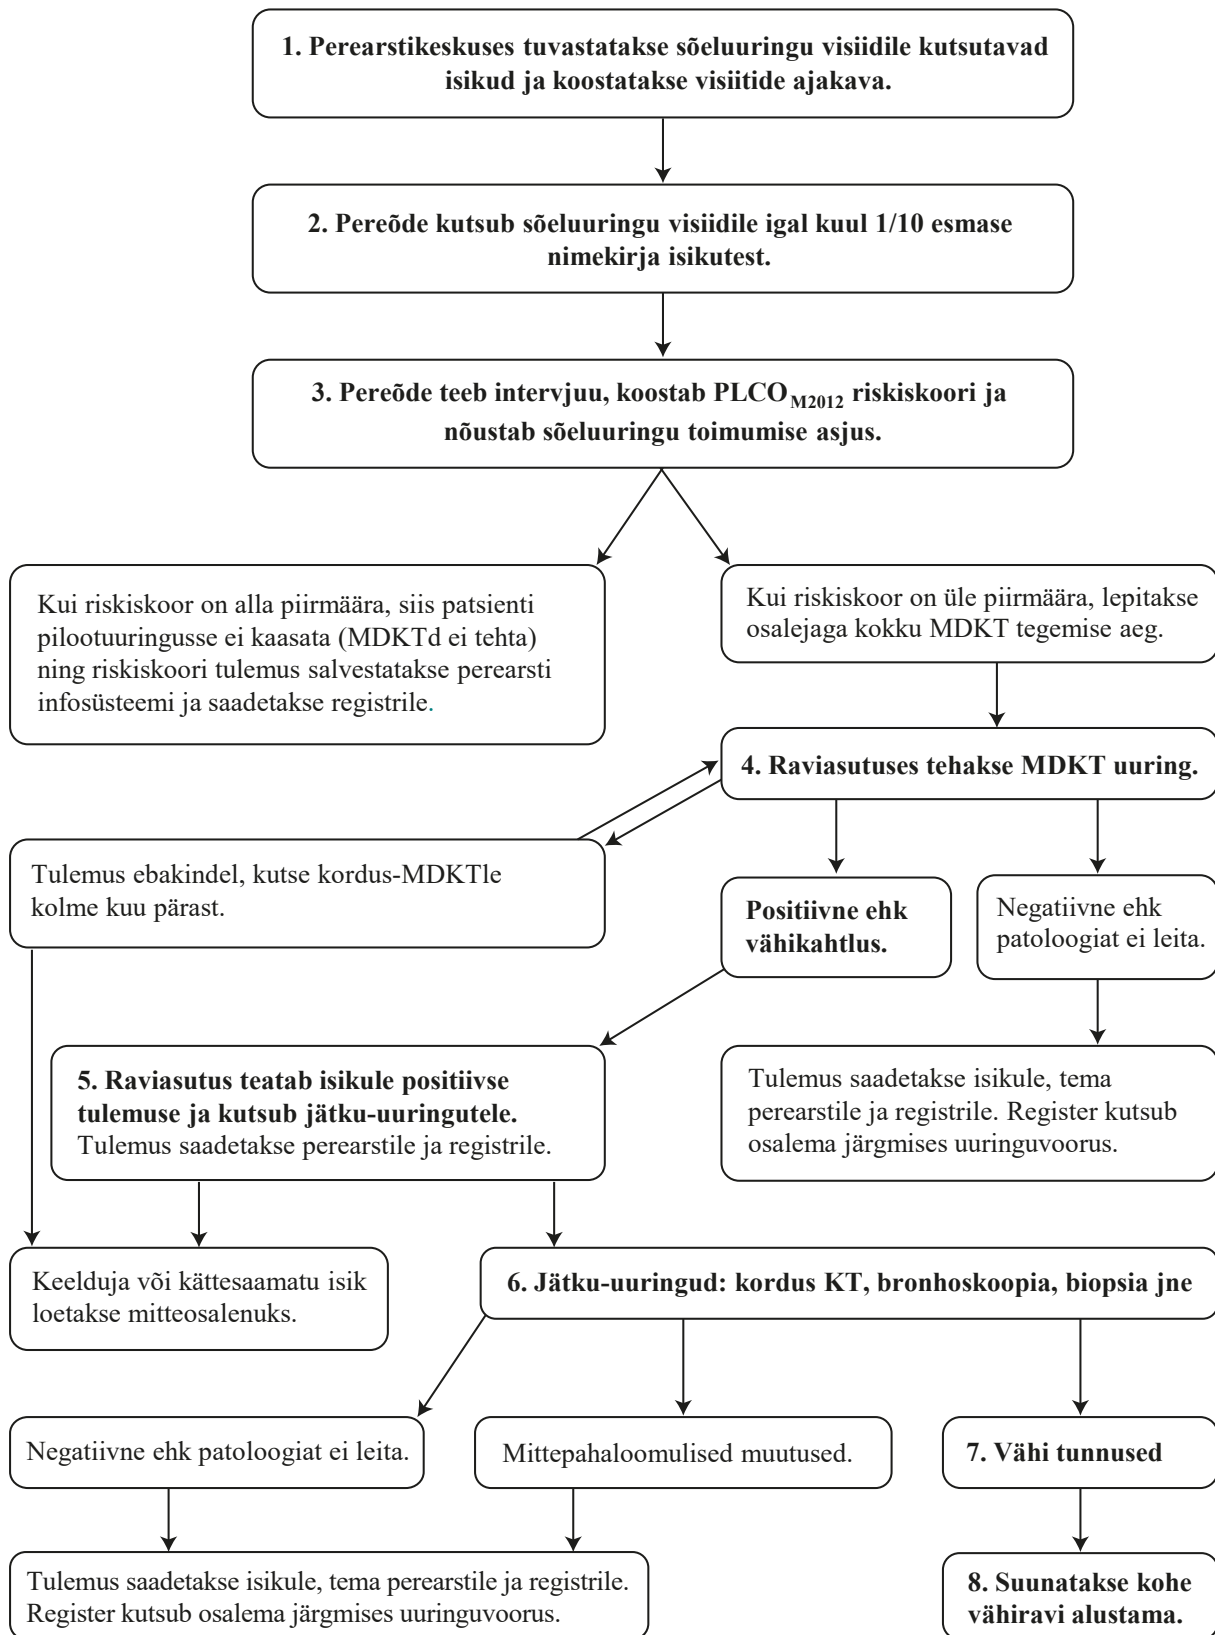 1. Perearstikeskuses tuvastatakse sõeluuringu visiidile kutsutavad
isikud ja koostatakse visiitide ajakava.
2. Pereõde kutsub sõeluuringu visiidile igal kuul 1/10 esmase
nimekirja isikutest.
3. Pereõde teeb intervjuu, koostab PLCO_M2012 riskiskoori ja
nõustab sõeluuringu toimumise asjus.
Kui riskiskoor on alla piirmäära, siis patsienti
pilootuuringusse ei kaasata (MDKTd ei tehta)
ning riskiskoori tulemus salvestatakse perearsti
infosüsteemi ja saadetakse registrile.
Kui riskiskoor on üle piirmäära, lepitakse
osalejaga kokku MDKT tegemise aeg.
4. Raviasutuses tehakse MDKT uuring.
Tulemus ebakindel, kutse kordus-MDKTle
kolme kuu pärast.
Positiivne ehk
vähikahtlus.
Negatiivne ehk
patoloogiat ei leita.
5. Raviasutus teatab isikule positiivse
tulemuse ja kutsub jätku-uuringutele.
Tulemus saadetakse perearstile ja registrile.
Tulemus saadetakse isikule, tema
perearstile ja registrile. Register kutsub
osalema järgmises uuringuvoorus.
Keelduja või kättesaamatu isik
loetakse mitteosalenuks.
6. Jätku-uuringud: kordus KT, bronhoskoopia, biopsia jne
Negatiivne ehk patoloogiat ei leita.
Mittepahaloomulised muutused.
7. Vähi tunnused
Tulemus saadetakse isikule, tema perearstile ja registrile.
Register kutsub osalema järgmises uuringuvoorus.
8. Suunatakse kohe
vähiravi alustama.